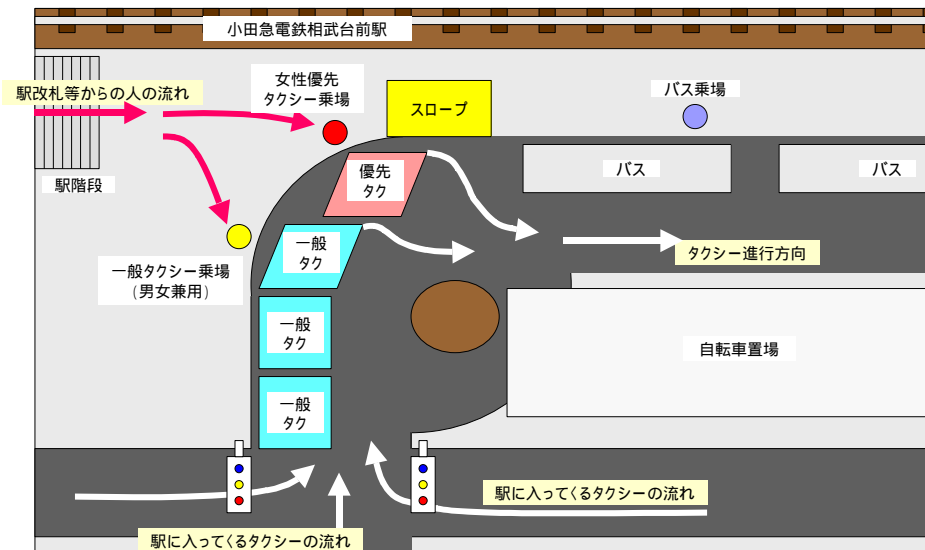 小田急電鉄相武台前駅
女性優先
タクシー乗場
駅改札等からの人の流れ
スロープ
バス乗場
駅階段
優先
タク
バス
バス
一般
タク
タクシー進行方向
一般タクシー乗場
(男女兼用)
一般
タク
自転車置場
一般
タク
駅に入ってくるタクシーの流れ
駅に入ってくるタクシーの流れ